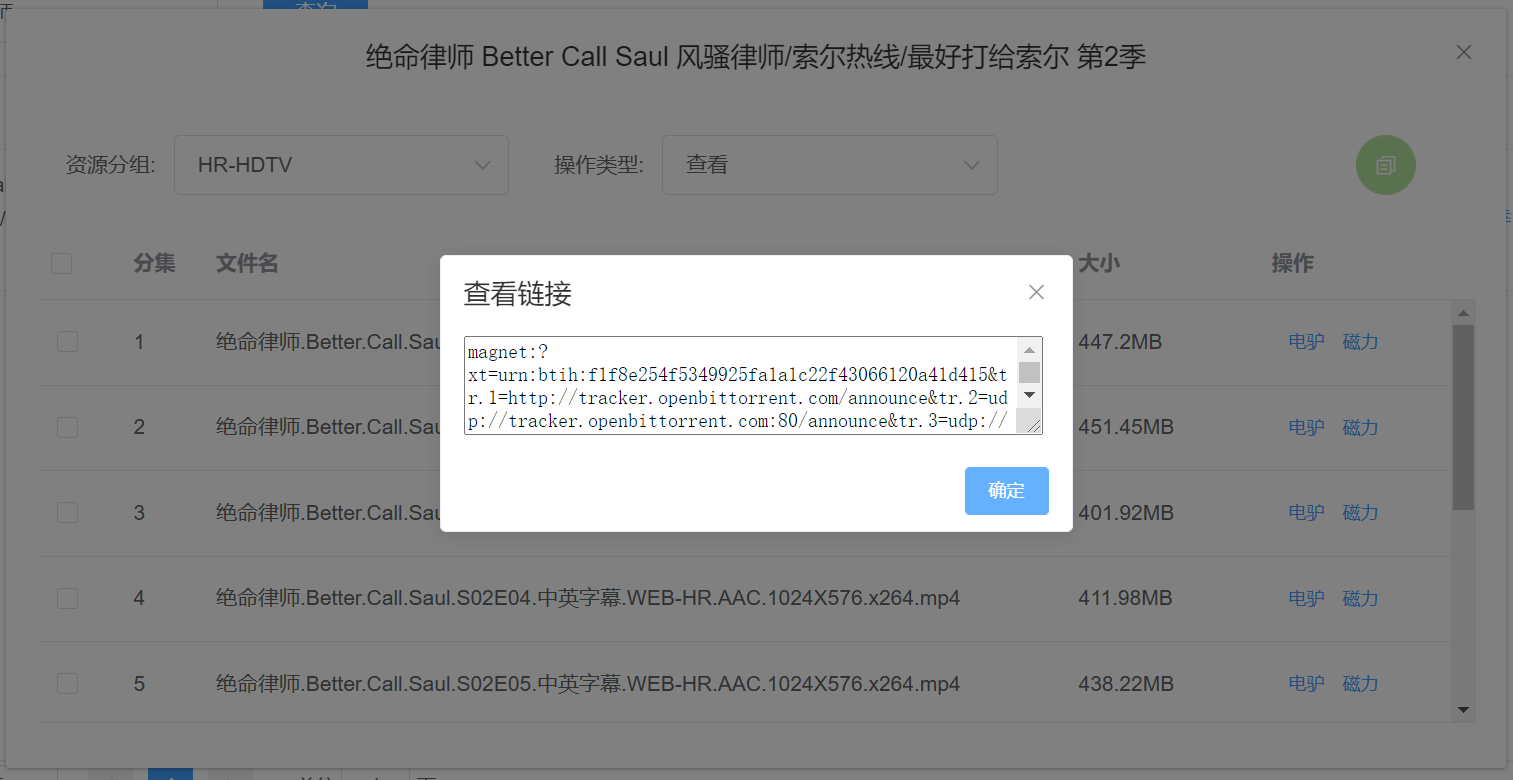 绝命律师 Better Call Saul 风骚律师/索尔热线/最好打给索尔 第2季
资源分组: HR-HDTV 操作类型: 查看
分集 文件名 大小 操作
查看链接
magnet:?
xt=urn:btih:f1f8e254f5349925fa1a1c22f43066120a41d415&t
r.1=http://tracker.openbittorrent.com/announce&tr.2=ud
p://tracker.openbittorrent.com:80/announce&tr.3=udp://
确定
1 绝命律师.Better.Call.Sau 447.2MB 电驴 磁力
2 绝命律师.Better.Call.Sau 451.45MB 电驴 磁力
3 绝命律师.Better.Call.Sau 401.92MB 电驴 磁力
4 绝命律师.Better.Call.Saul.S02E04.中英字幕.WEB-HR.AAC.1024X576.x264.mp4 411.98MB 电驴 磁力
5 绝命律师.Better.Call.Saul.S02E05.中英字幕.WEB-HR.AAC.1024X576.x264.mp4 438.22MB 电驴 磁力